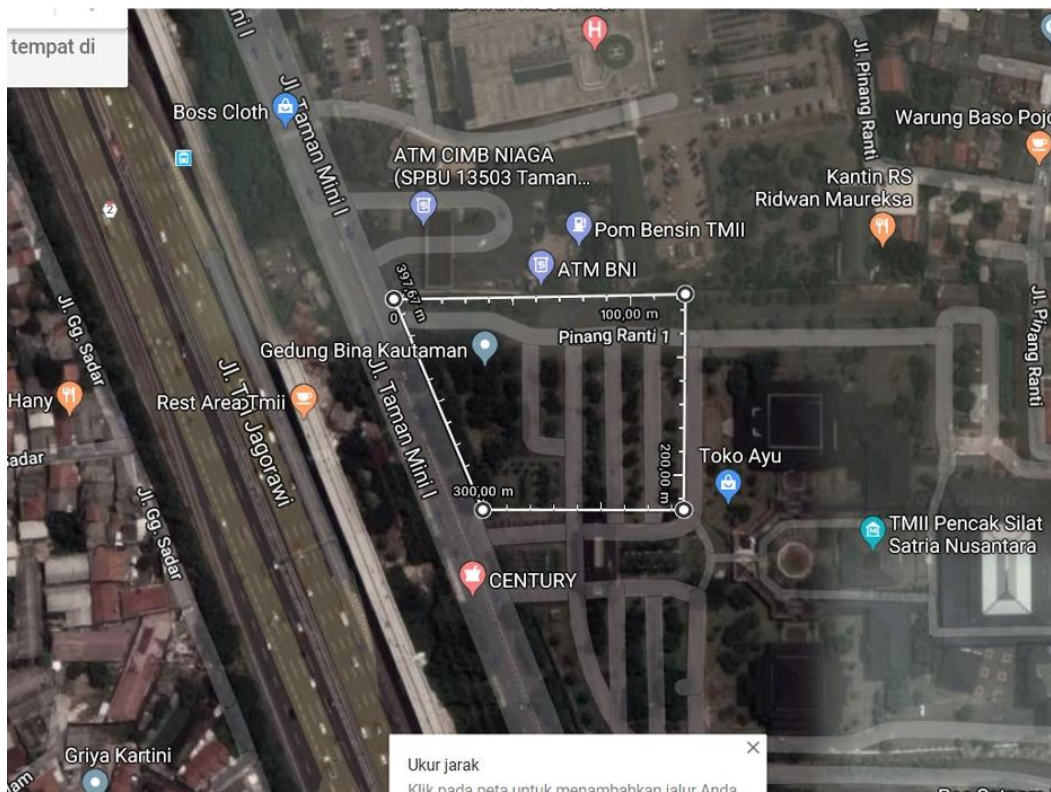 tempat di
Jl. Taman Mini I
Boss Cloth
ATM CIMB NIAGA
(SPBU 13503 Taman...
Jl. Pinang Ranti
Warung Baso Pojo
Kantin RS
Ridwan Maureksa
2
Pom Bensin TMII
ATM BNI
397,67 m
0
100,00 m
Pinang Ranti 1
Gedung Bina Kautaman
Jl. Gg. Sadar
Jl. Pinang Ranti
Hany
Rest Area Tmii
Jl. Tol Jagorawi
Jl. Taman Mini I
Sadar
Toko Ayu
200,00 m
300,00 m
Jl. Gg. Sadar
TMII Pencak Silat
Satria Nusantara
CENTURY
Griya Kartini
Ukur jarak
Klik pada peta untuk menambahkan jalur Anda